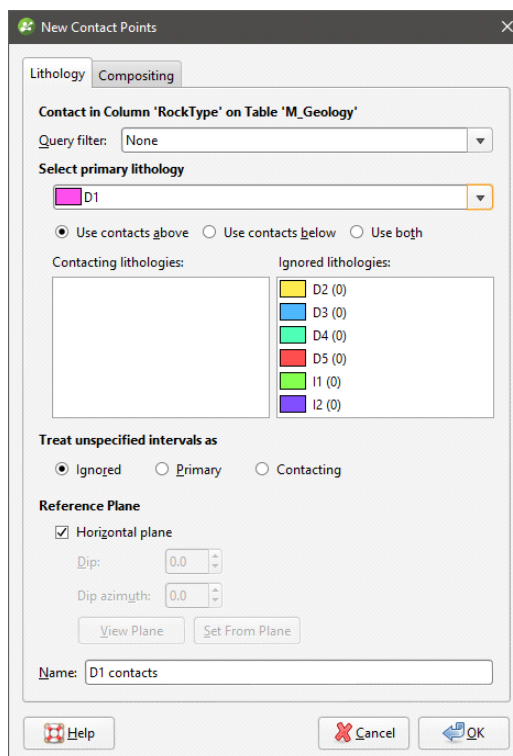 New Contact Points
Lithology Compositing
Contact in Column 'RockType' on Table 'M_Geology'
Query filter: None
Select primary lithology
D1
Use contacts above Use contacts below Use both
Contacting lithologies: Ignored lithologies:
D2 (0)
D3 (0)
D4 (0)
D5 (0)
I1 (0)
I2 (0)
Treat unspecified intervals as
Ignored Primary Contacting
Reference Plane
Horizontal plane
Dip: 0.0
Dip azimuth: 0.0
View Plane Set From Plane
Name: D1 contacts
Help Cancel OK